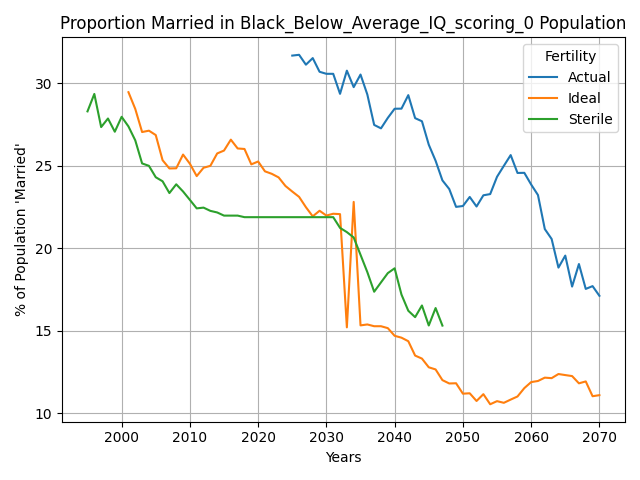 Proportion Married in Black_Below_Average_IQ_scoring_0 Population
% of Population 'Married'
30
25
20
15
10
Fertility
Actual
Ideal
Sterile
2000 2010 2020 2030 2040 2050 2060 2070
Years